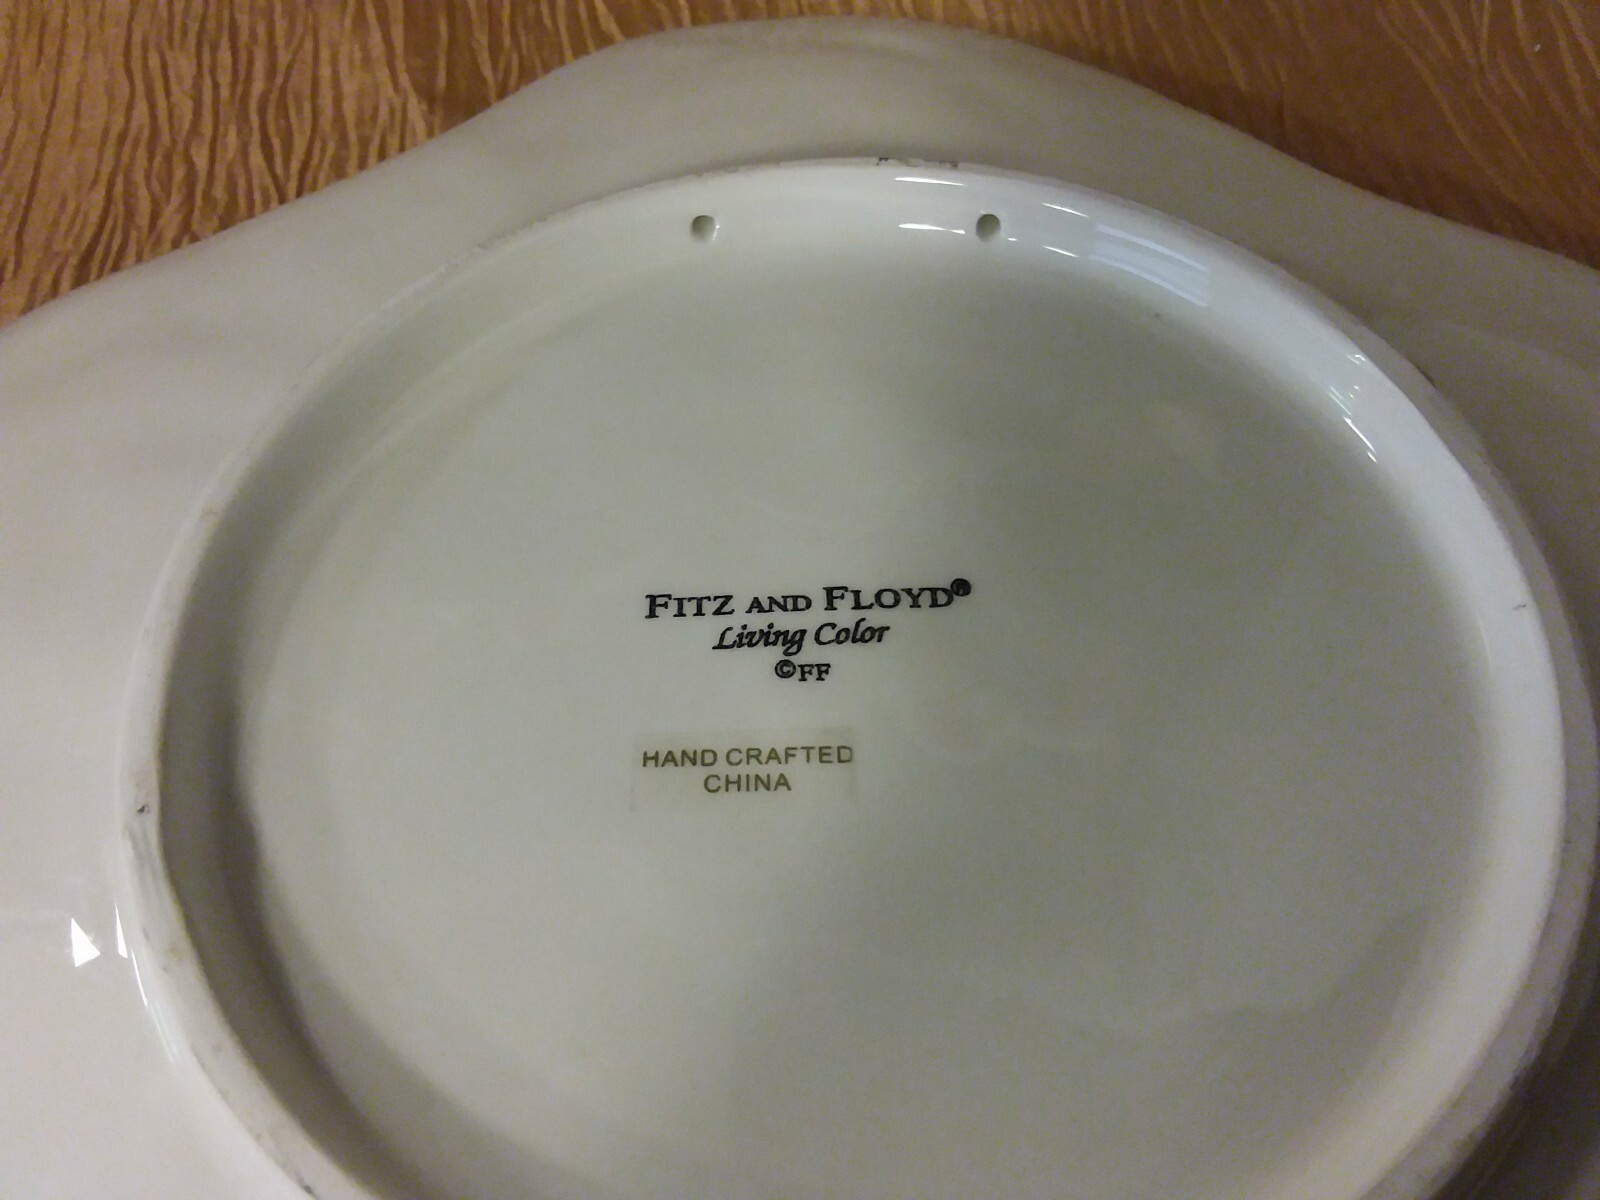 FITZ AND FLOYD®
Living Color
©FF
HAND CRAFTED
CHINA